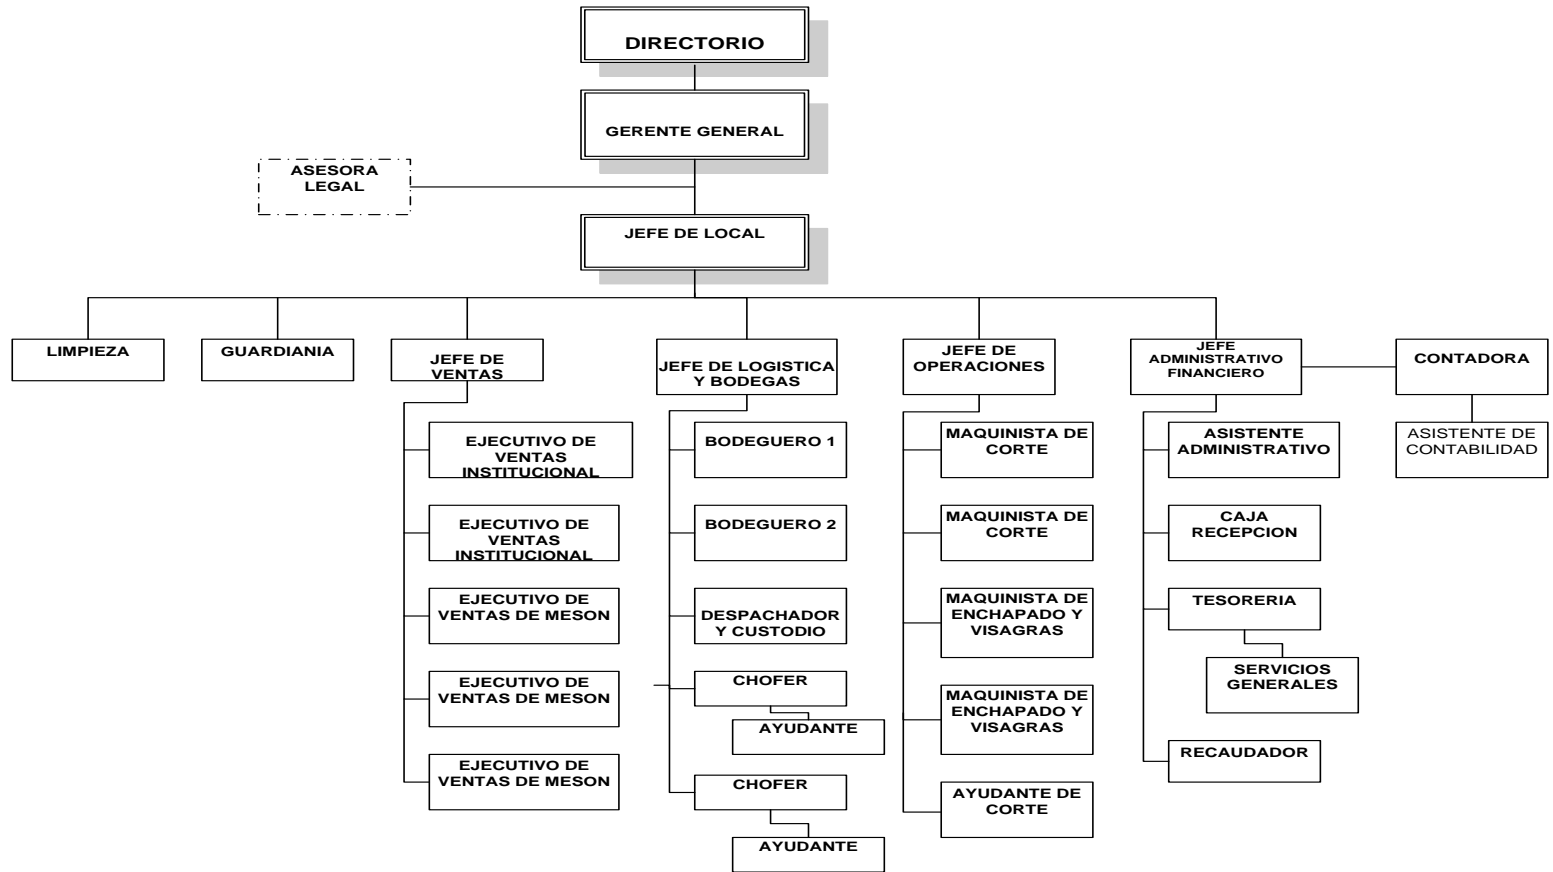 DIRECTORIO
GERENTE GENERAL
ASESORA
LEGAL
JEFE DE LOCAL
LIMPIEZA
GUARDIANIA
JEFE DE
VENTAS
JEFE DE LOGISTICA
Y BODEGAS
JEFE DE
OPERACIONES
JEFE
ADMINISTRATIVO
FINANCIERO
CONTADORA
EJECUTIVO DE
VENTAS
INSTITUCIONAL
EJECUTIVO DE
VENTAS
INSTITUCIONAL
EJECUTIVO DE
VENTAS DE MESON
EJECUTIVO DE
VENTAS DE MESON
EJECUTIVO DE
VENTAS DE MESON
BODEGUERO 1
BODEGUERO 2
DESPACHADOR
Y CUSTODIO
CHOFER
AYUDANTE
CHOFER
AYUDANTE
MAQUINISTA DE
CORTE
MAQUINISTA DE
CORTE
MAQUINISTA DE
ENCHAPADO Y
VISAGRAS
MAQUINISTA DE
ENCHAPADO Y
VISAGRAS
AYUDANTE DE
CORTE
ASISTENTE
ADMINISTRATIVO
CAJA
RECEPCION
TESORERIA
SERVICIOS
GENERALES
RECAUDADOR
ASISTENTE DE
CONTABILIDAD